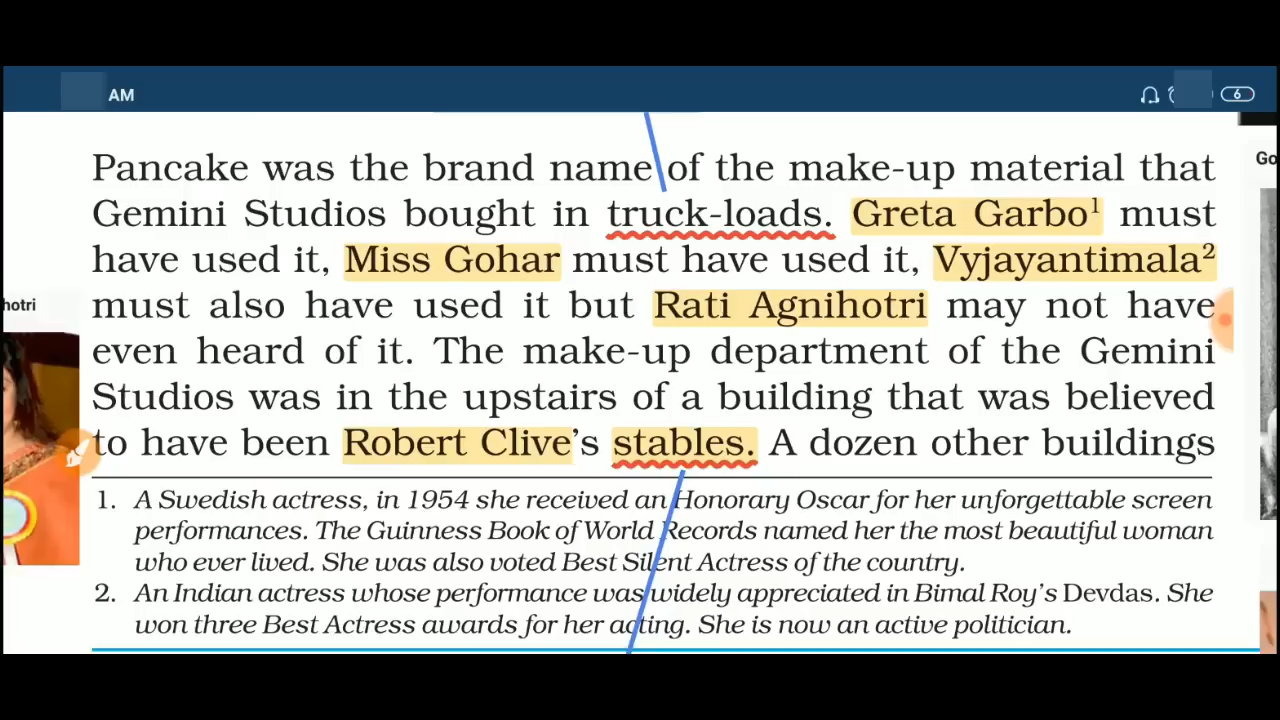 AM
6
Go
Pancake was the brand name of the make-up material that
Gemini Studios bought in truck-loads. Greta Garbo¹ must
have used it, Miss Gohar must have used it, Vyjayantimala²
must also have used it but Rati Agnihotri may not have
hotri
even heard of it. The make-up department of the Gemini
Studios was in the upstairs of a building that was believed
to have been Robert Clive's stables. A dozen other buildings
1. A Swedish actress, in 1954 she received an Honorary Oscar for her unforgettable screen
performances. The Guinness Book of World Records named her the most beautiful woman
who ever lived. She was also voted Best Silent Actress of the country.
2. An Indian actress whose performance was widely appreciated in Bimal Roy's Devdas. She
won three Best Actress awards for her acting. She is now an active politician.